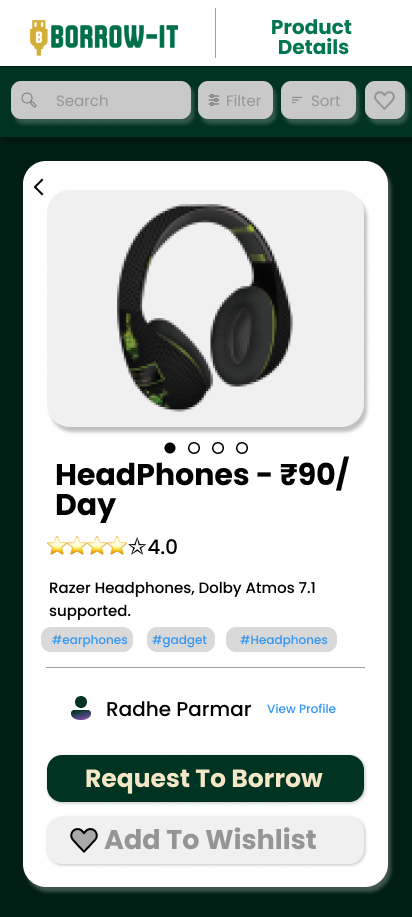 BORROW-IT
Product
Details
Search
Filter
Sort
HeadPhones - ₹90/
Day
4.0
Razer Headphones, Dolby Atmos 7.1
supported.
#earphones #gadget #Headphones
Radhe Parmar View Profile
Request To Borrow
Add To Wishlist